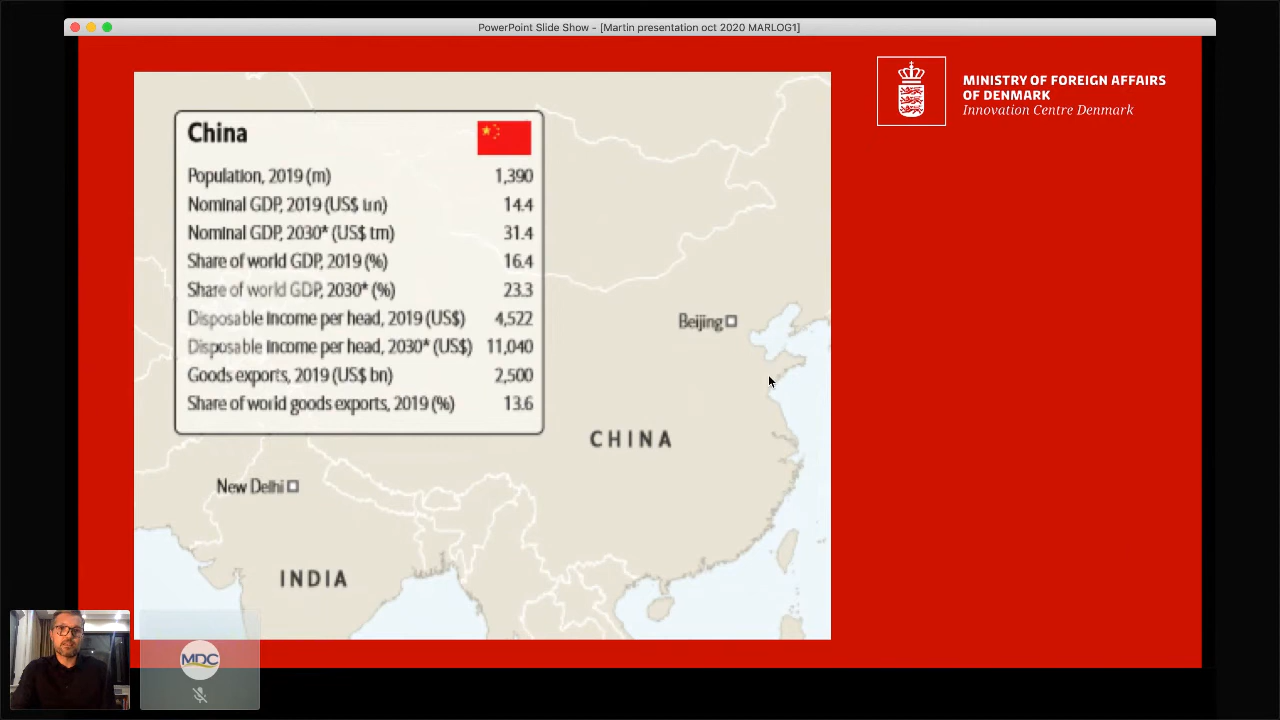 PowerPoint Slide Show - [Martin presentation oct 2020 MARLOG1]
MINISTRY OF FOREIGN AFFAIRS
OF DENMARK
Innovation Centre Denmark
China
Population, 2019 (m) 1,390
Nominal GDP, 2019 (US$ trn) 14.4
Nominal GDP, 2030* (US$ trn) 31.4
Share of world GDP, 2019 (%) 16.4
Share of world GDP, 2030* (%) 23.3
Disposable income per head, 2019 (US$) 4,522
Disposable income per head, 2030* (US$) 11,040
Goods exports, 2019 (US$ bn) 2,500
Share of world goods exports, 2019 (%) 13.6
Beijing
CHINA
New Delhi
INDIA
MDC